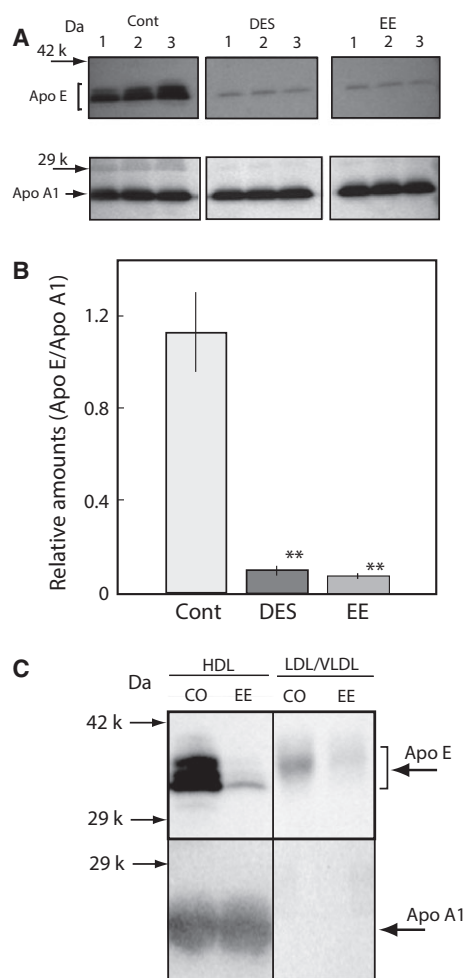 A
Da
Cont
DES
EE
1 2 3
1 2 3
1 2 3
42 k
Apo E
29 k
Apo A1
B
Relative amounts (Apo E/Apo A1)
1.2
0.8
0.4
0
**
**
Cont DES EE
C
HDL LDL/VLDL
Da
CO EE CO EE
42 k
Apo E
29 k
29 k
Apo A1